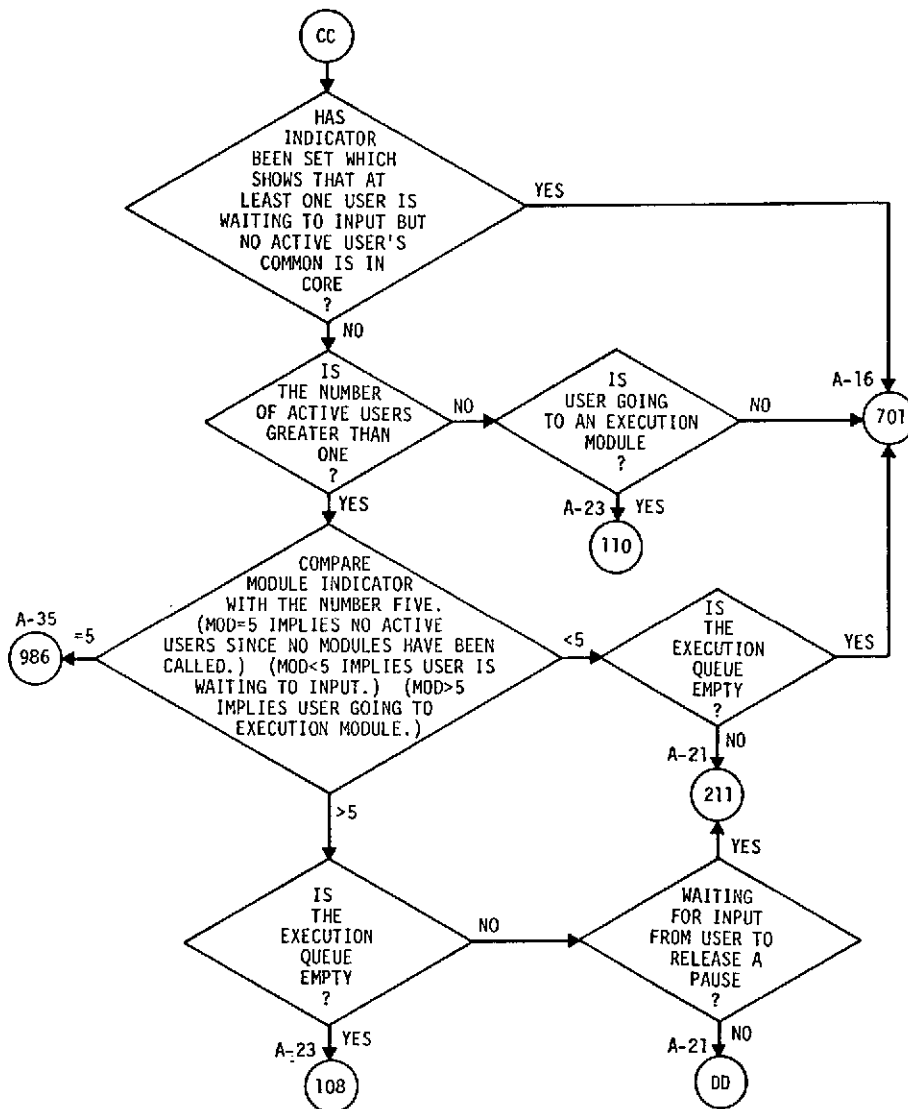 CC
HAS
INDICATOR
BEEN SET WHICH
SHOWS THAT AT
LEAST ONE USER IS
WAITING TO INPUT BUT
NO ACTIVE USER'S
COMMON IS IN
CORE
?
YES
NO
A-16
701
IS
THE NUMBER
OF ACTIVE USERS
GREATER THAN
ONE
?
NO
IS
USER GOING
TO AN EXECUTION
MODULE
?
NO
YES
A-23
YES
110
COMPARE
MODULE INDICATOR
WITH THE NUMBER FIVE.
(MOD=5 IMPLIES NO ACTIVE
USERS SINCE NO MODULES HAVE BEEN
CALLED.) (MOD<5 IMPLIES USER IS
WAITING TO INPUT.) (MOD>5
IMPLIES USER GOING TO
EXECUTION MODULE.)
A-35
=5
986
<5
IS
THE
EXECUTION
QUEUE
EMPTY
?
YES
NO
A-21
211
>5
YES
IS
THE
EXECUTION
QUEUE
EMPTY
?
NO
WAITING
FOR INPUT
FROM USER TO
RELEASE A
PAUSE
?
A-23
YES
108
A-21
NO
DD